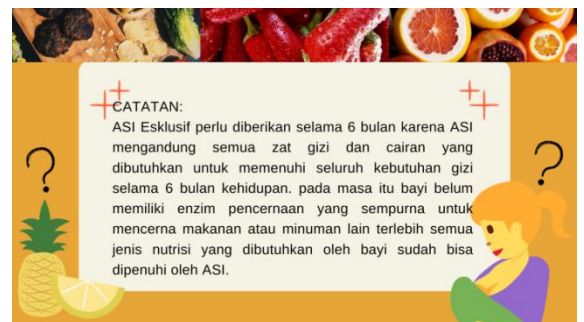 CATATAN:
ASI Esklusif perlu diberikan selama 6 bulan karena ASI
mengandung semua zat gizi dan cairan yang
dibutuhkan untuk memenuhi seluruh kebutuhan gizi
selama 6 bulan kehidupan. pada masa itu bayi belum
memiliki enzim pencernaan yang sempurna untuk
mencerna makanan atau minuman lain terlebih semua
jenis nutrisi yang dibutuhkan oleh bayi sudah bisa
dipenuhi oleh ASI.
? ?